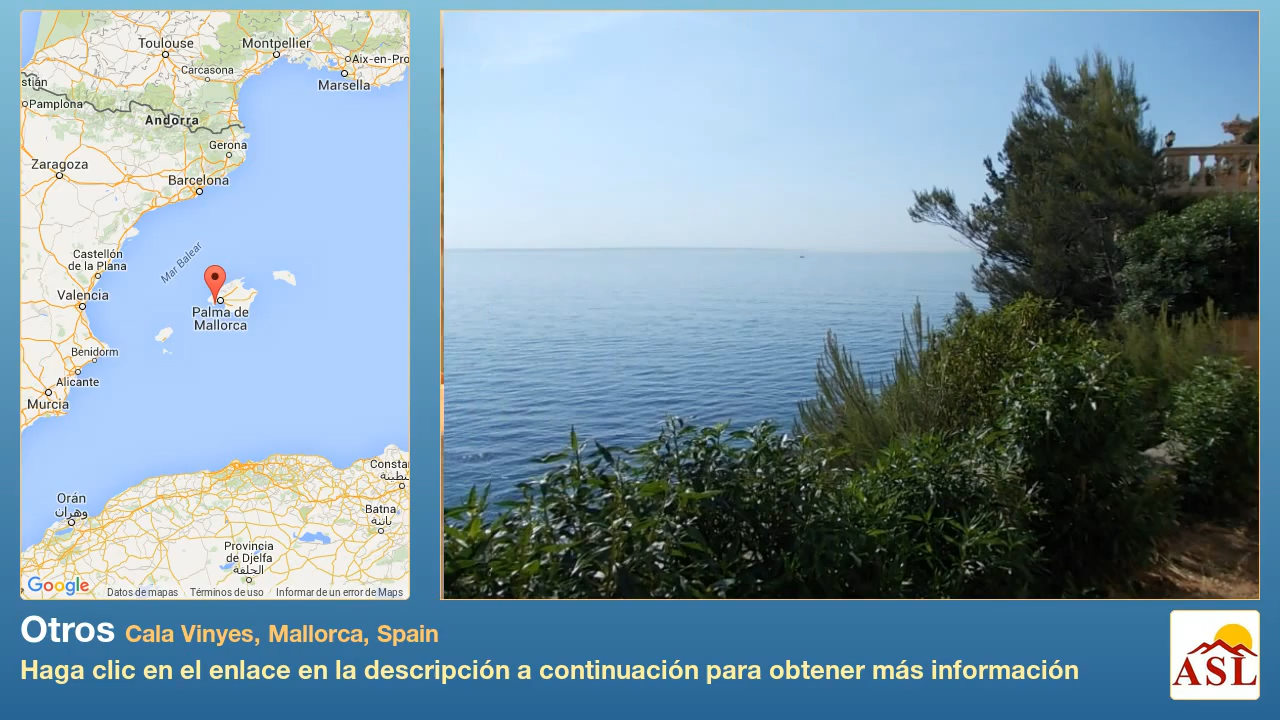 Toulouse
Montpellier
Aix-en-Pro
Carcasona
Marsella
stián
Pamplona
Andorra
Gerona
Zaragoza
Barcelona
Mar Balear
Castellón
de la Plana
Valencia
Palma de
Mallorca
Benidorm
Alicante
Murcia
Consta
قسنطينة
Orán
وهران
Batna
باتنة
Provincia
de Djelfa
الجلفة
Google
Datos de mapas
Términos de uso
Informar de un error de Maps
Otros Cala Vinyes, Mallorca, Spain
Haga clic en el enlace en la descripción a continuación para obtener más información
ASL